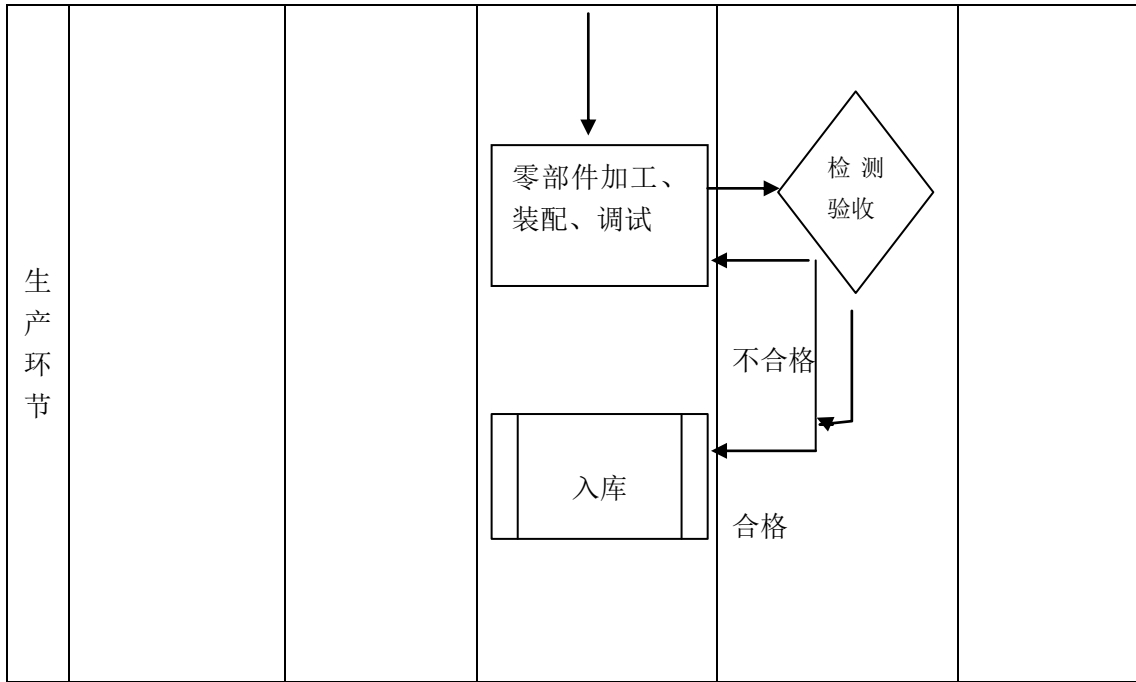 生
产
环
节
零部件加工、
装配、调试
检 测
验收
不合格
入库
合格